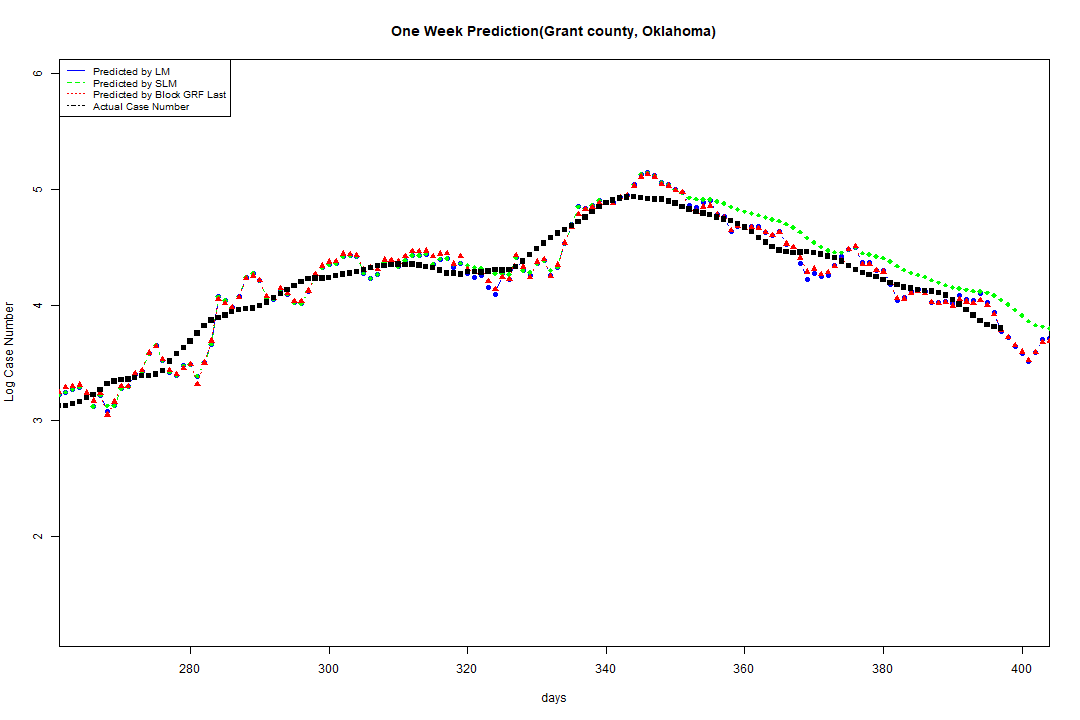 One Week Prediction(Grant county, Oklahoma)
Predicted by LM
Predicted by SLM
Predicted by Block GRF Last
Actual Case Number
6
5
4
3
2
Log Case Number
280 300 320 340 360 380 400
days